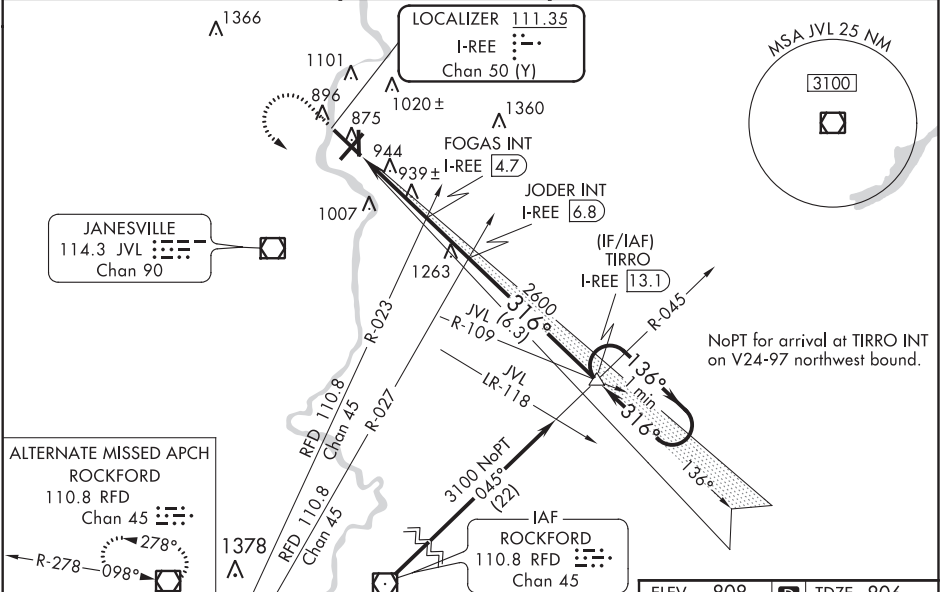 1366
LOCALIZER 111.35
I-REE
Chan 50 (Y)
MSA JVL 25 NM
3100
1101
896
1020 ±
875
1360
944
939 ±
FOGAS INT
I-REE 4.7
1007
JODER INT
I-REE 6.8
JANESVILLE
114.3 JVL
Chan 90
(IF/IAF)
TIRRO
I-REE 13.1
1263
2600
316°
(6.3)
JVL
R-109
R-045
R-023
NoPT for arrival at TIRRO INT
on V24-97 northwest bound.
136°
1 min
316°
JVL
LR-118
R-027
136°
RFD 110.8
Chan 45
3100 NoPT
045°
(22)
ALTERNATE MISSED APCH
ROCKFORD
110.8 RFD
Chan 45
278°
R-278
098°
1378
RFD 110.8
Chan 45
IAF
ROCKFORD
110.8 RFD
Chan 45
ELEV 808 D TDZE 806